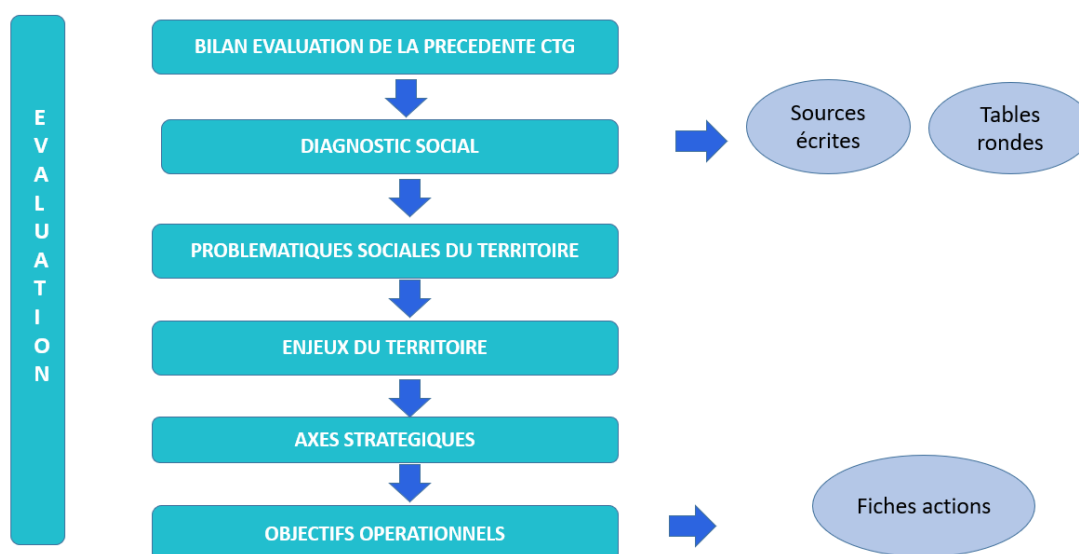 EVALUATION
BILAN EVALUATION DE LA PRECEDENTE CTG
DIAGNOSTIC SOCIAL
Sources
écrites
Tables
rondes
PROBLEMATIQUES SOCIALES DU TERRITOIRE
ENJEUX DU TERRITOIRE
AXES STRATEGIQUES
OBJECTIFS OPERATIONNELS
Fiches actions